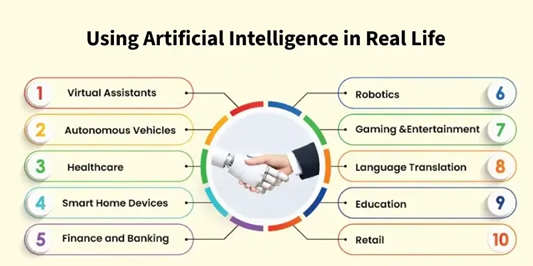 Using Artificial Intelligence in Real Life
1 Virtual Assistants
2 Autonomous Vehicles
3 Healthcare
4 Smart Home Devices
5 Finance and Banking
Robotics 6
Gaming &Entertainment 7
Language Translation 8
Education 9
Retail 10